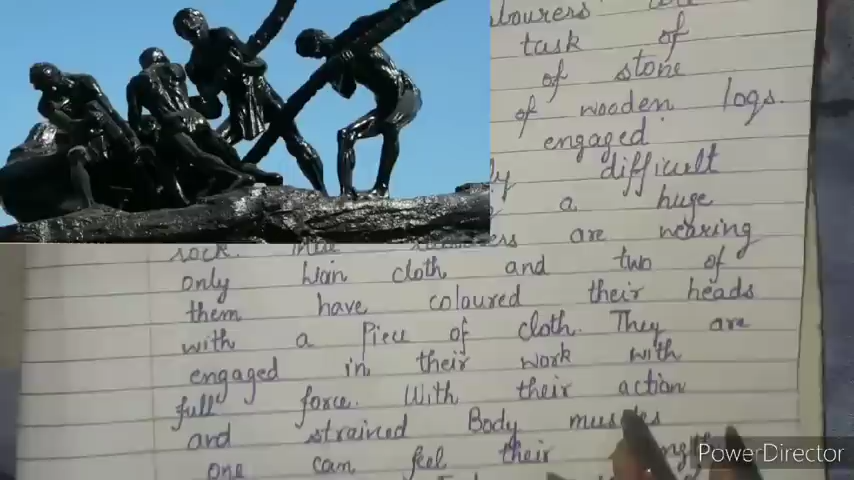 task of
of stone
of wooden logs.
engaged
difficult
a huge
rock. are wearing
only loin cloth and two of
them have coloured their heads
with a Piece of cloth. They are
engaged in their work with
full force. With their action
and strained Body muscles
one can feel their
PowerDirector